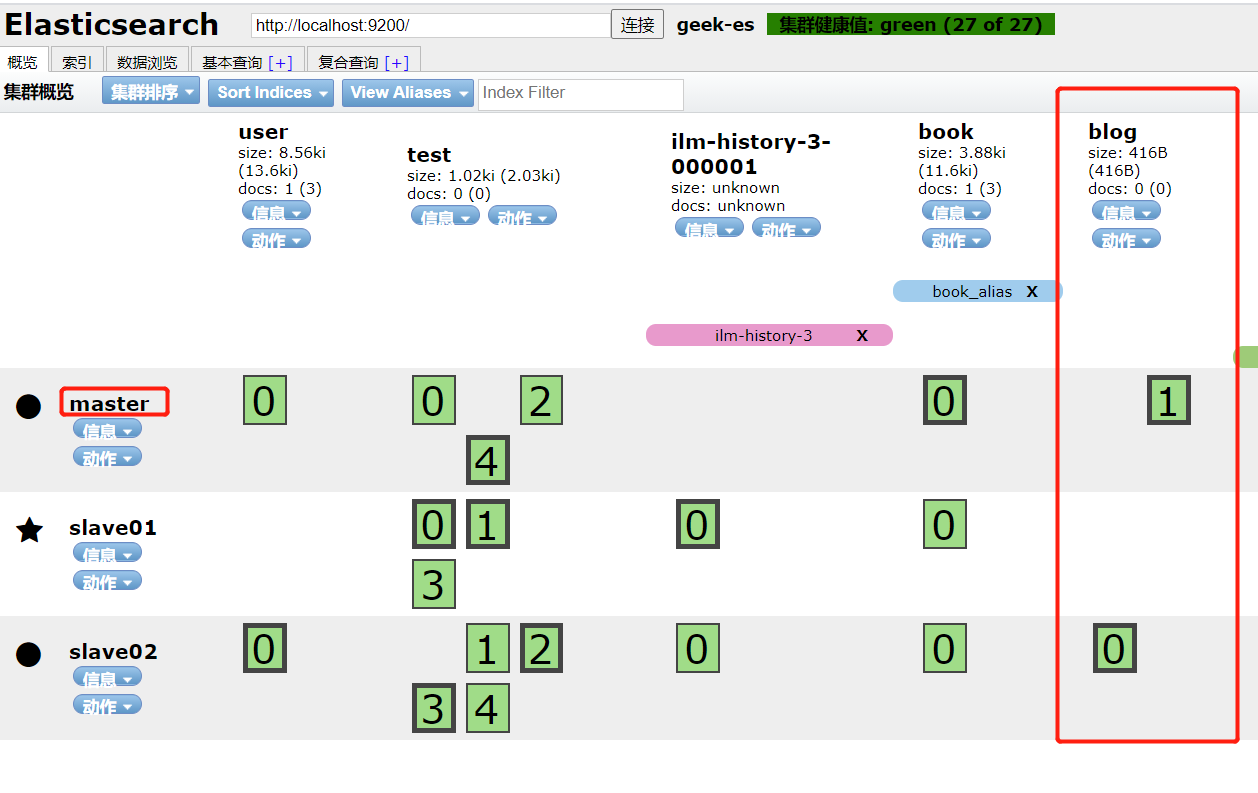 Elasticsearch http://localhost:9200/ 连接 geek-es 集群健康值: green (27 of 27)
概览 索引 数据浏览 基本查询 [+] 复合查询 [+]
集群概览 集群排序 Sort Indices View Aliases Index Filter
user
size: 8.56ki
(13.6ki)
docs: 1 (3)
信息
动作
test
size: 1.02ki (2.03ki)
docs: 0 (0)
信息 动作
ilm-history-3-
000001
size: unknown
docs: unknown
信息 动作
book
size: 3.88ki
(11.6ki)
docs: 1 (3)
信息
动作
blog
size: 416B
(416B)
docs: 0 (0)
信息
动作
book_alias X
ilm-history-3 X
master 0 0 2 0 1
信息
动作 4
slave01 0 1 0 0
信息
动作 3
slave02 0 1 2 0 0 0
信息
动作 3 4